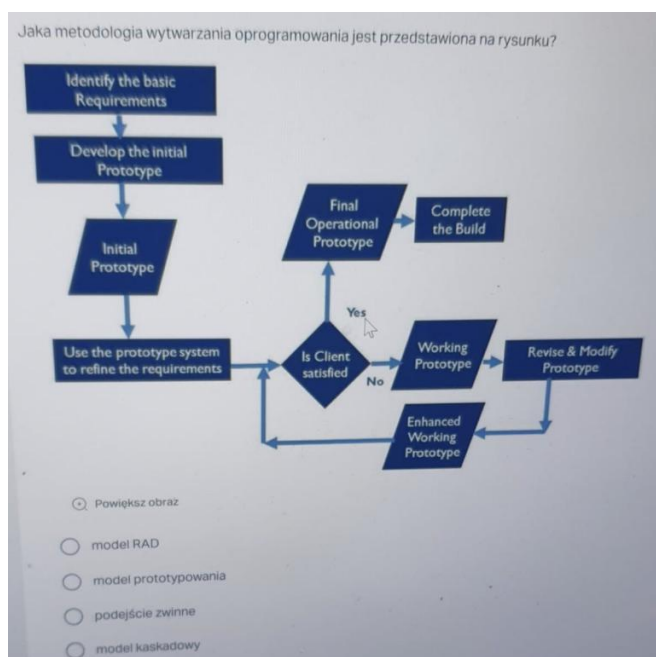 Jaka metodologia wytwarzania oprogramowania jest przedstawiona na rysunku?
Identify the basic
Requirements
Develop the initial
Prototype
Initial
Prototype
Use the prototype system
to refine the requirements
Is Client
satisfied
Yes
No
Final
Operational
Prototype
Complete
the Build
Working
Prototype
Revise & Modify
Prototype
Enhanced
Working
Prototype
Powiększ obraz
model RAD
model prototypowania
podejście zwinne
model kaskadowy